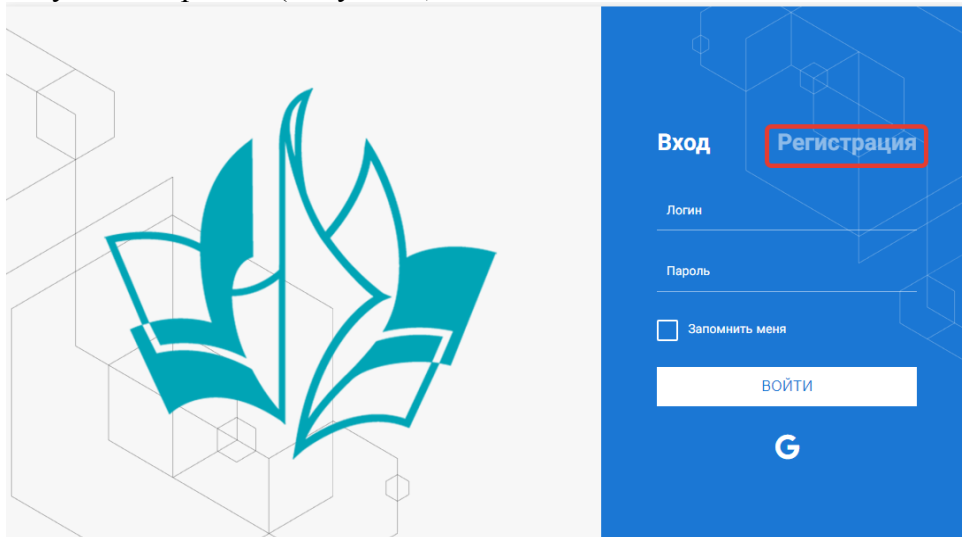 Вход Регистрация
Логин
Пароль
Запомнить меня
ВОЙТИ
G